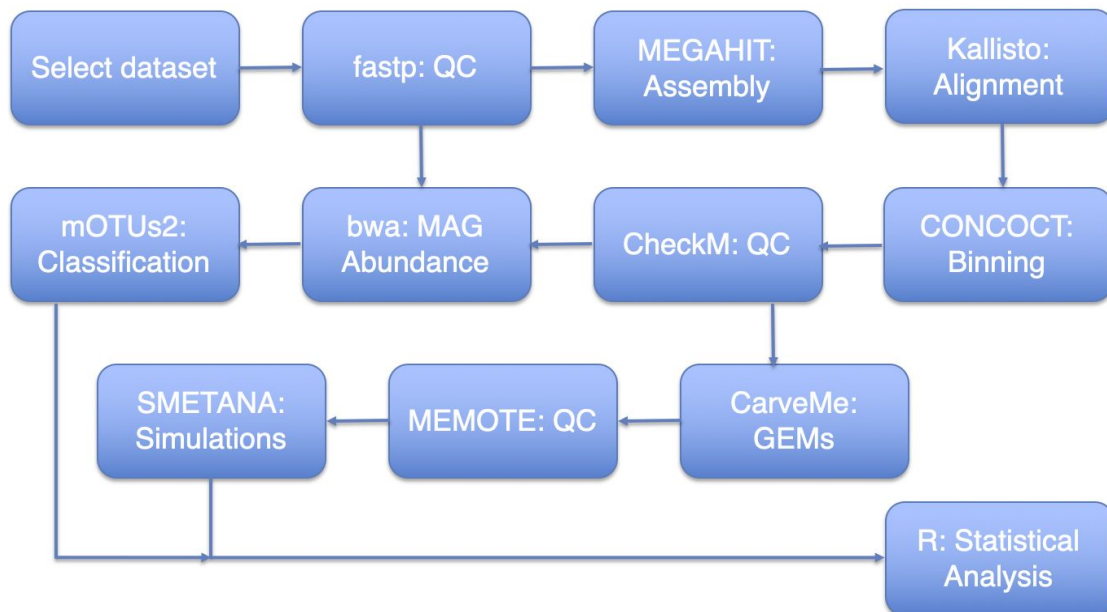 Select dataset
fastp: QC
MEGAHIT:
Assembly
Kallisto:
Alignment
mOTUs2:
Classification
bwa: MAG
Abundance
CheckM: QC
CONCOCT:
Binning
SMETANA:
Simulations
MEMOTE: QC
CarveMe:
GEMs
R: Statistical
Analysis